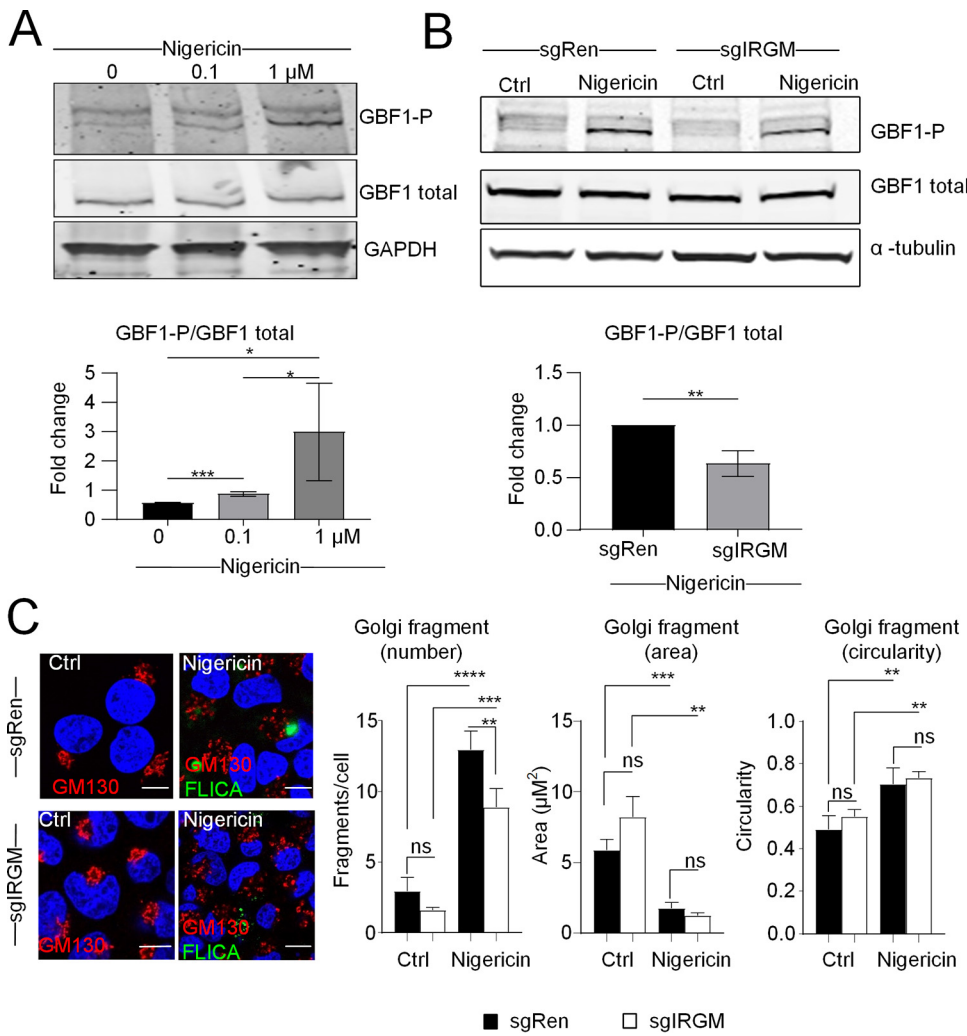 A
Nigericin
0 0.1 1 µM
GBF1-P
GBF1 total
GAPDH
GBF1-P/GBF1 total
*
*
***
Fold change
5
4
3
2
1
0
0 0.1 1 µM
Nigericin
B
sgRen sgIRGM
Ctrl Nigericin Ctrl Nigericin
GBF1-P
GBF1 total
α -tubulin
GBF1-P/GBF1 total
**
Fold change
1.5
1.0
0.5
0.0
sgRen sgIRGM
Nigericin
C
sgRen
Ctrl
GM130
Nigericin
GM130
FLICA
sgIRGM
Ctrl
GM130
Nigericin
GM130
FLICA
Golgi fragment
(number)
****
***
**
ns
Fragments/cell
15
10
5
0
Ctrl Nigericin
Golgi fragment
(area)
***
**
ns
ns
Area (µM²)
15
10
5
0
Ctrl Nigericin
Golgi fragment
(circularity)
**
**
ns
ns
Circularity
1.0
0.8
0.6
0.4
0.2
0.0
Ctrl Nigericin
sgRen sgIRGM